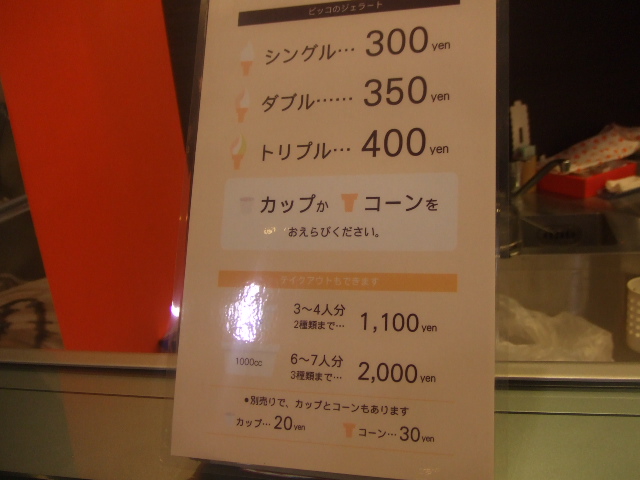 ピッコのジェラート
シングル… 300 yen
ダブル…… 350 yen
トリプル… 400 yen
カップか コーンを
おえらびください。
テイクアウトもできます
3〜4人分
2種類まで… 1,100 yen
1000cc
6〜7人分
3種類まで… 2,000 yen
•別売りで、カップとコーンもあります
カップ… 20 yen コーン… 30 yen